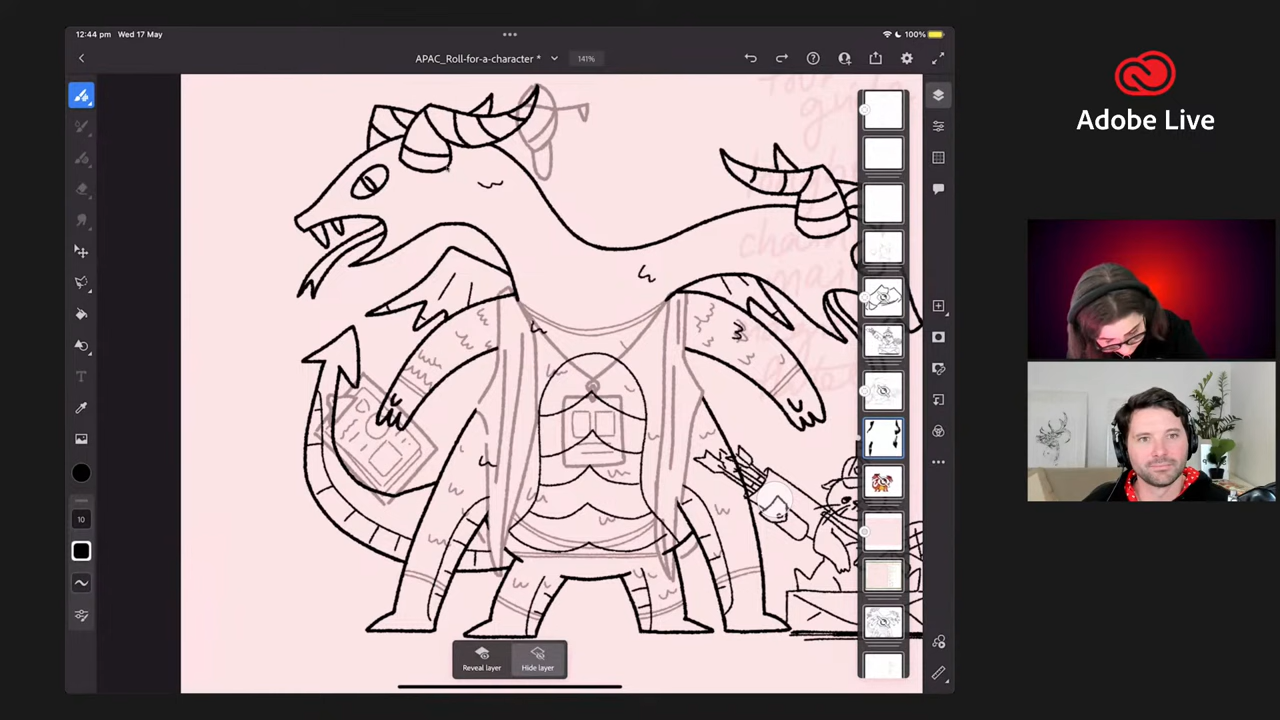 12:44 pm Wed 17 May
100%
APAC_Roll-for-a-character *
141%
Adobe Live
T
10
Reveal layer
Hide layer